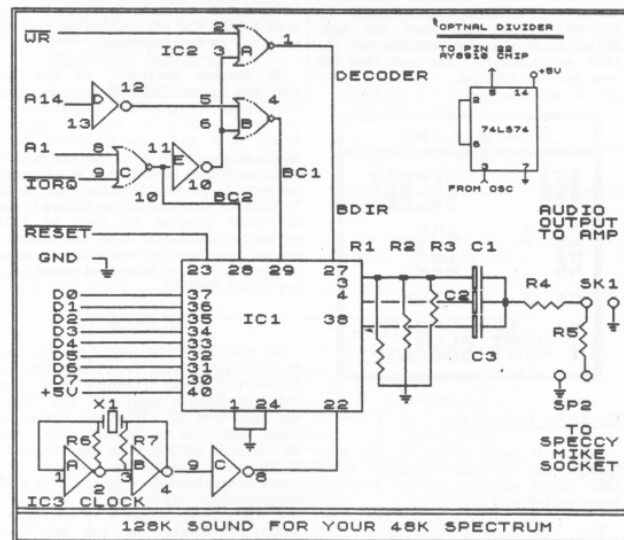 WR
2
3
IC2
A
1
DECODER
A14
D
12
13
5
6
B
4
A1
8
IORQ
9
C
10
11
E
10
BC1
BC2
BDIR
'OPTNAL DIVIDER
TO PIN 22
AY8910 CHIP
+5U
5
14
2
74LS74
6
3
7
FROM OSC
AUDIO
OUTPUT
TO AMP
RESET
GND
23
28
29
27
R1 R2 R3 C1
3
4
38
C2
C3
R4
SK1
R5
SP2
TO
SPECCY
MIKE
SOCKET
IC1
D0 37
D1 36
D2 35
D3 34
D4 33
D5 32
D6 31
D7 30
+5V 40
1 24
22
X1
R6
R7
1
A
2
3
B
4
9
C
8
IC3 CLOCK
128K SOUND FOR YOUR 48K SPECTRUM